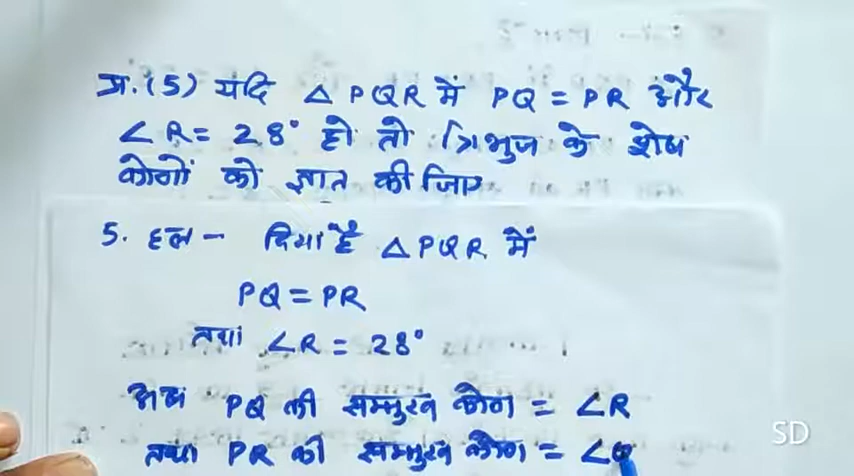 प्र.(5) यदि △ PQR में PQ = PR और
∠R = 28° हो तो त्रिभुज के शेष
कोणों को ज्ञात कीजिए
5. हल - दिया है △PQR में
PQ = PR
तथा ∠R = 28°
अब PQ की सम्मुख कोण = ∠R
तथा PR की सम्मुख कोण = ∠Q
SD